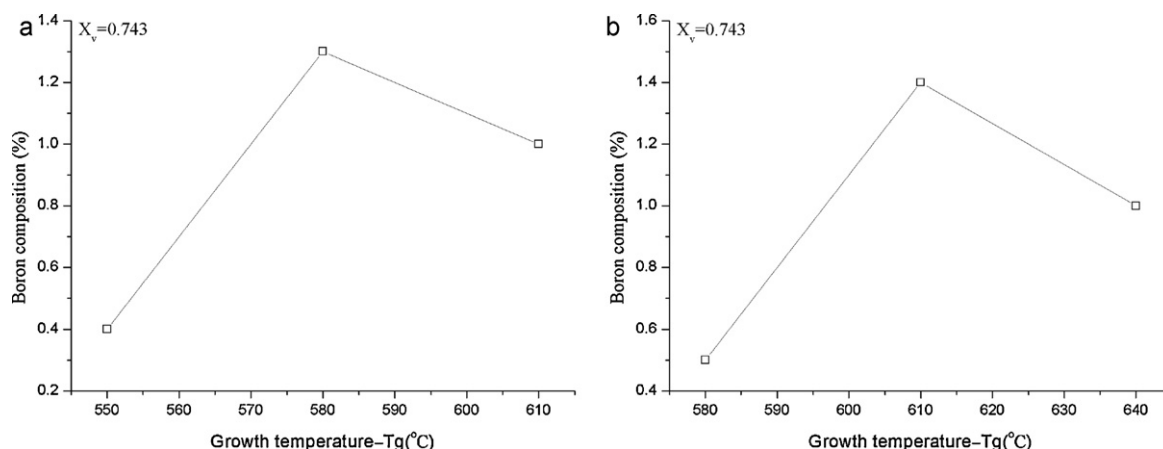 a
X_v=0.743
Boron composition (%)
1.4
1.2
1.0
0.8
0.6
0.4
0.2
550 560 570 580 590 600 610
Growth temperature–Tg(°C)
b
X_v=0.743
Boron composition (%)
1.6
1.4
1.2
1.0
0.8
0.6
0.4
580 590 600 610 620 630 640
Growth temperature–Tg(°C)